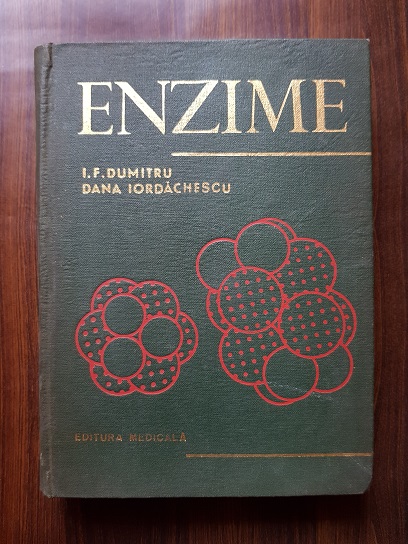 ENZIME
I.F.DUMITRU
DANA IORDĂCHESCU
EDITURA MEDICALĂ